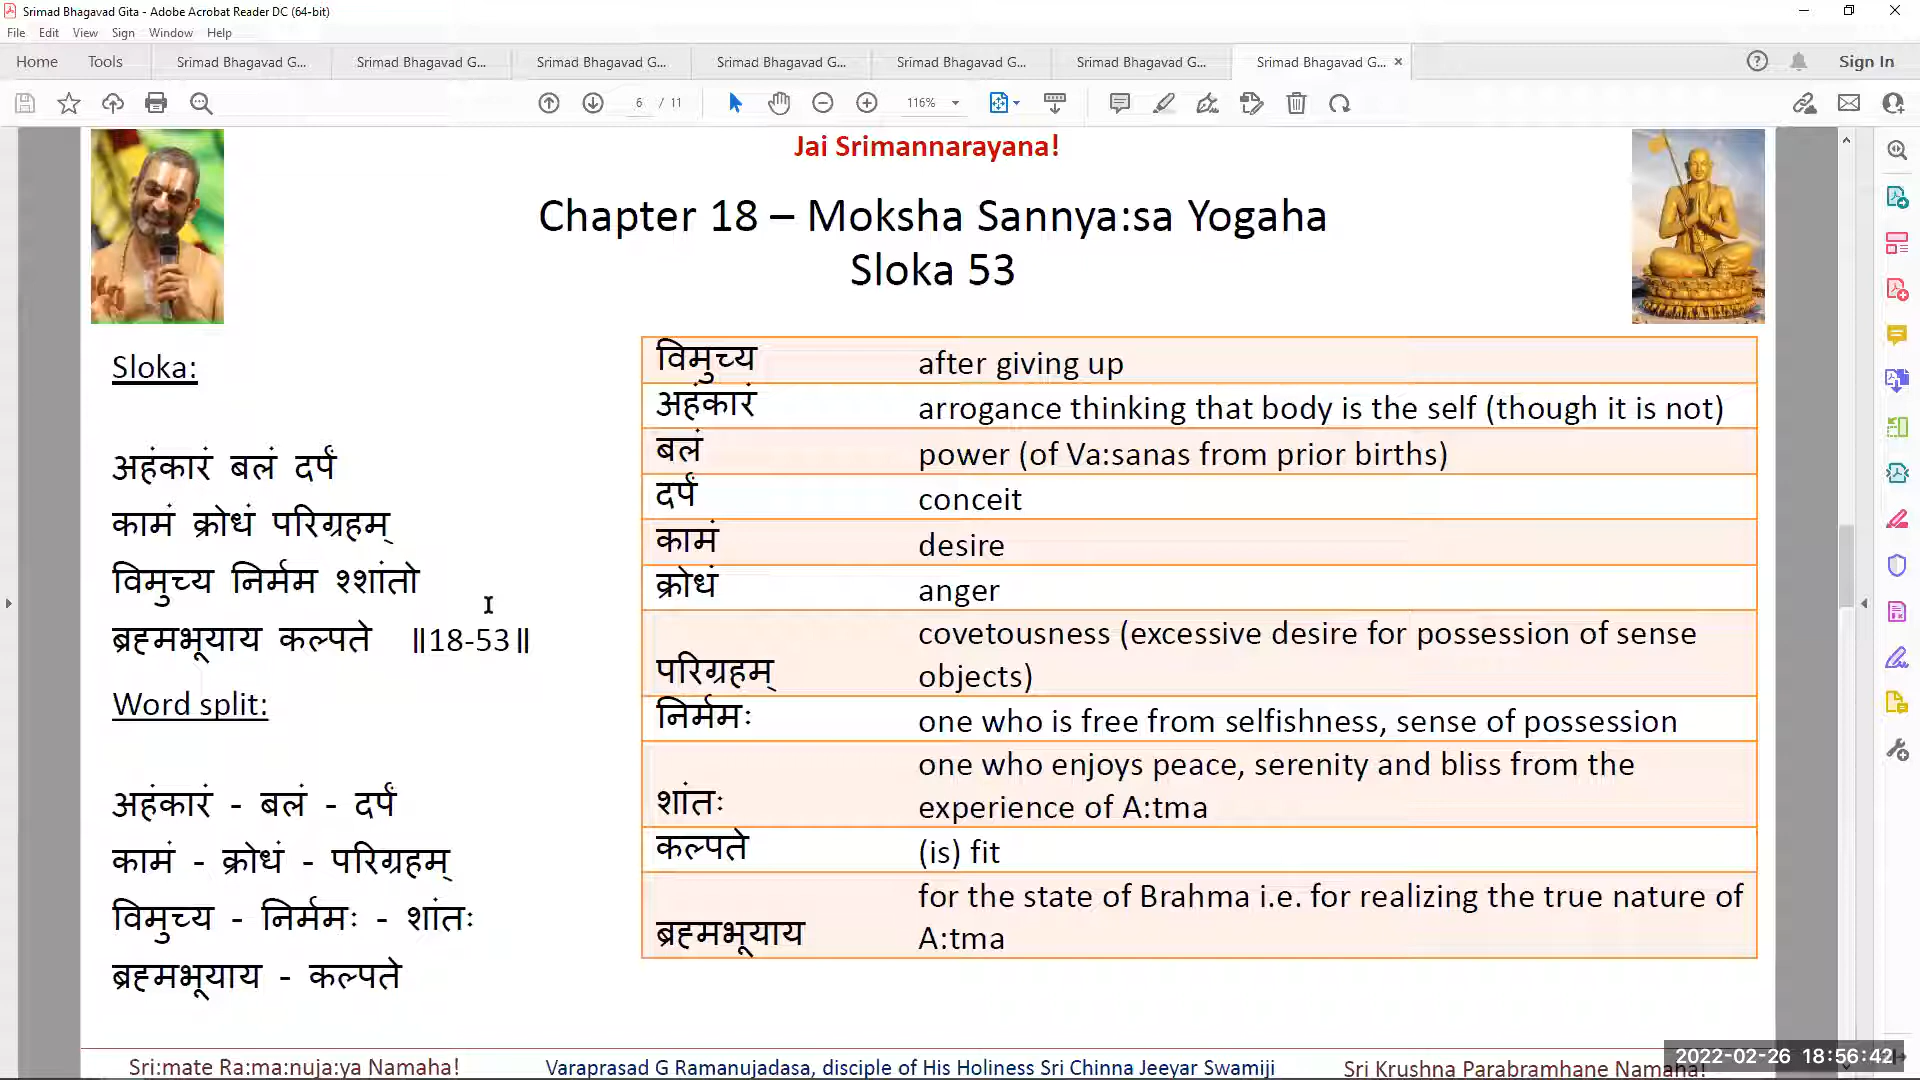 Srimad Bhagavad Gita - Adobe Acrobat Reader DC (64-bit)
File Edit View Sign Window Help
Home Tools Srimad Bhagavad G... Srimad Bhagavad G... Srimad Bhagavad G... Srimad Bhagavad G... Srimad Bhagavad G... Srimad Bhagavad G... Srimad Bhagavad G... × Sign In
6 / 11 116%
Jai Srimannarayana!
Chapter 18 – Moksha Sannya:sa Yogaha
Sloka 53
Sloka:
अहंकारं बलं दर्पं
कामं क्रोधं परिग्रहम्
विमुच्य निर्मम श्शांतो
ब्रह्मभूयाय कल्पते ॥18-53॥
Word split:
अहंकारं - बलं - दर्पं
कामं - क्रोधं - परिग्रहम्
विमुच्य - निर्ममः - शांतः
ब्रह्मभूयाय - कल्पते
विमुच्य after giving up
अहंकारं arrogance thinking that body is the self (though it is not)
बलं power (of Va:sanas from prior births)
दर्पं conceit
कामं desire
क्रोधं anger
परिग्रहम् covetousness (excessive desire for possession of sense
objects)
निर्ममः one who is free from selfishness, sense of possession
शांतः one who enjoys peace, serenity and bliss from the
experience of A:tma
कल्पते (is) fit
ब्रह्मभूयाय for the state of Brahma i.e. for realizing the true nature of
A:tma
Sri:mate Ra:ma:nuja:ya Namaha! Varaprasad G Ramanujadasa, disciple of His Holiness Sri Chinna Jeeyar Swamiji Sri Krushna Parabramhane Namaha!
2022-02-26 18:56:42